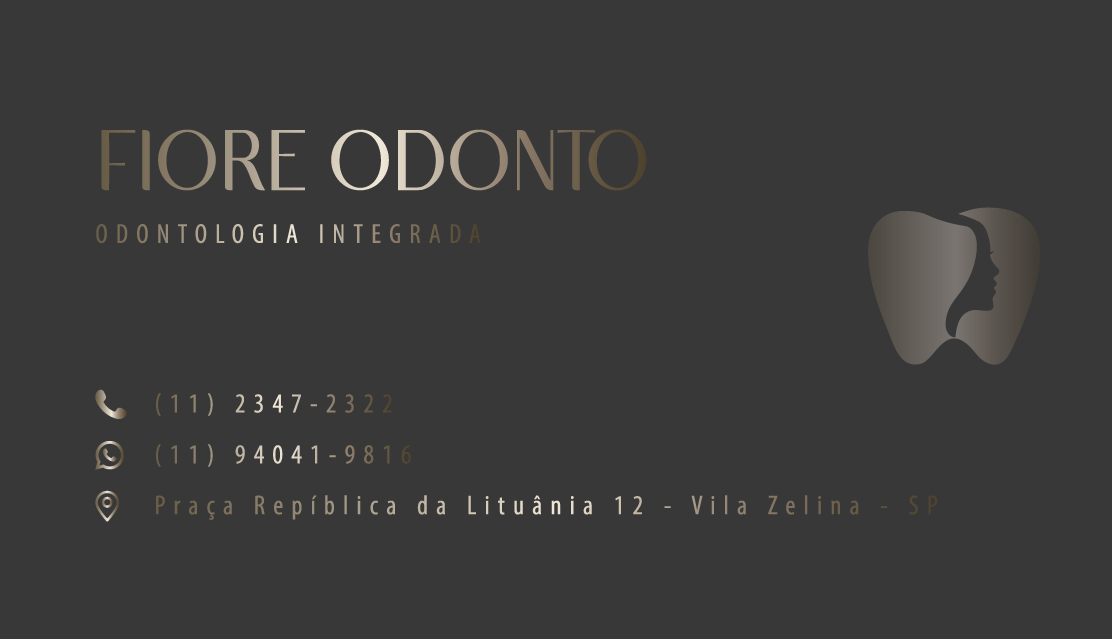 FIORE ODONTO
ODONTOLOGIA INTEGRADA
(11) 2347-2322
(11) 94041-9816
Praça Repíblica da Lituânia 12 - Vila Zelina - SP